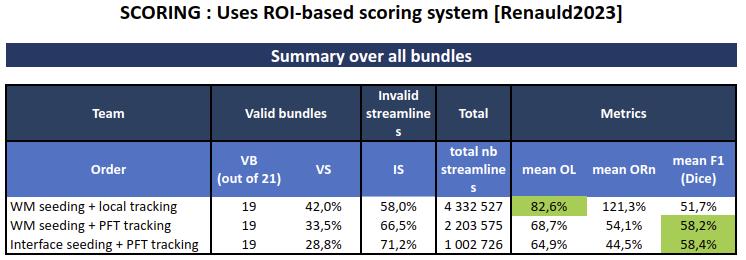 SCORING : Uses ROI-based scoring system [Renauld2023]
Summary over all bundles
Team Valid bundles Invalid streamline s Total Metrics
Order VB (out of 21) VS IS total nb streamline s mean OL mean ORn mean F1 (Dice)
WM seeding + local tracking 19 42,0% 58,0% 4 332 527 82,6% 121,3% 51,7%
WM seeding + PFT tracking 19 33,5% 66,5% 2 203 575 68,7% 54,1% 58,2%
Interface seeding + PFT tracking 19 28,8% 71,2% 1 002 726 64,9% 44,5% 58,4%